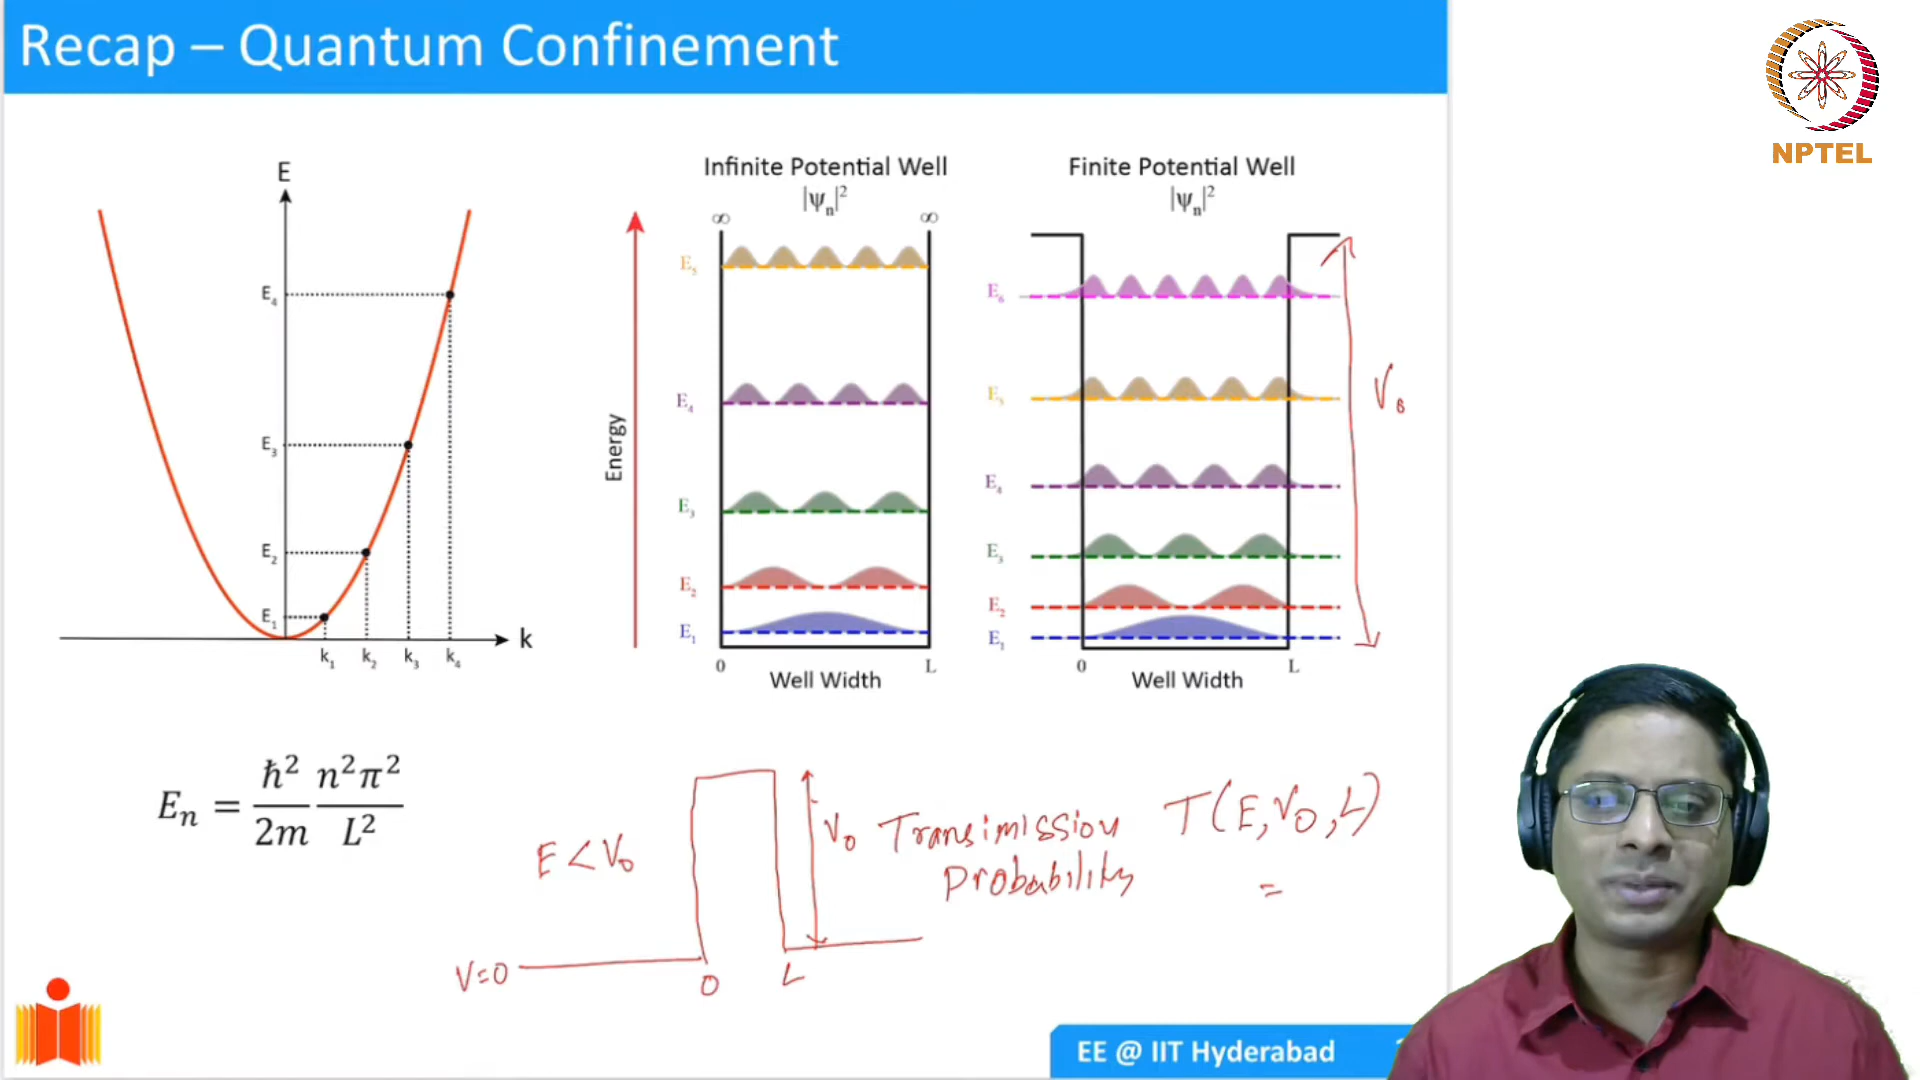 Recap – Quantum Confinement
NPTEL
E
E4
E3
E2
E1
k1 k2 k3 k4
k
Energy
Infinite Potential Well
|ψn|²
∞ ∞
E5
E4
E3
E2
E1
0 L
Well Width
Finite Potential Well
|ψn|²
E6
E5
E4
E3
E2
E1
0 L
Well Width
V0
En = ħ²/2m n²π²/L²
E < V0
V=0
0 L
V0
Transimission
Probability
T(E, V0, L)
=
EE @ IIT Hyderabad